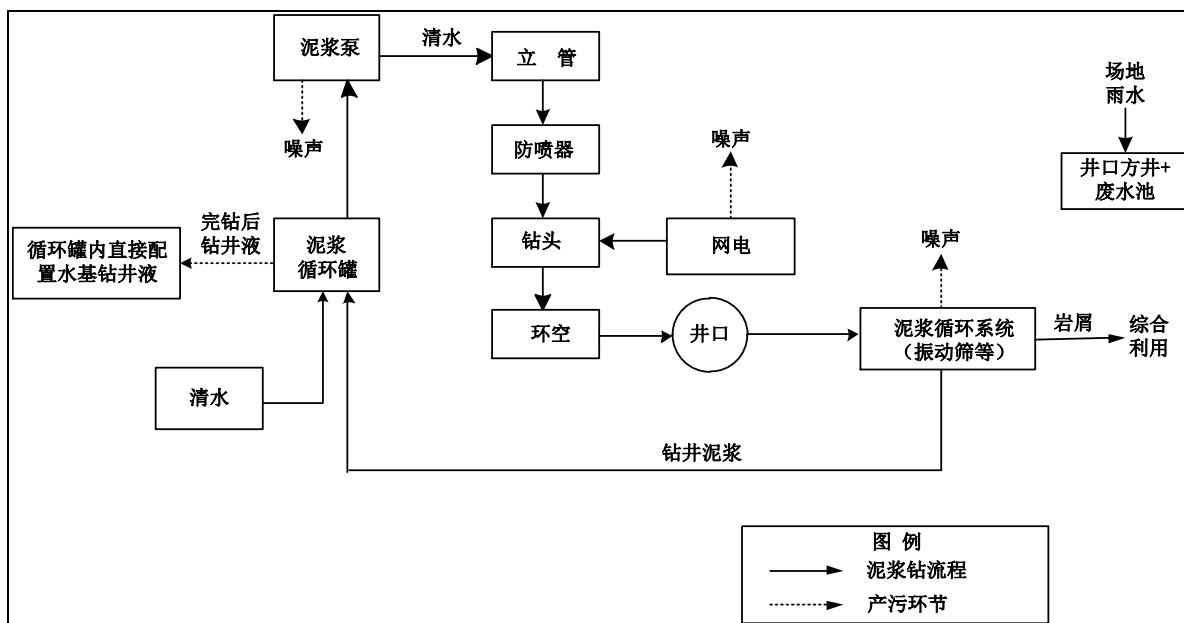 泥浆泵
清水
立 管
场地
雨水
噪声
防喷器
噪声
井口方井+
废水池
完钻后
钻井液
循环罐内直接配
置水基钻井液
泥浆
循环罐
钻头
网电
噪声
环空
井口
泥浆循环系统
（振动筛等）
岩屑
综合
利用
清水
钻井泥浆
图 例
泥浆钻流程
产污环节